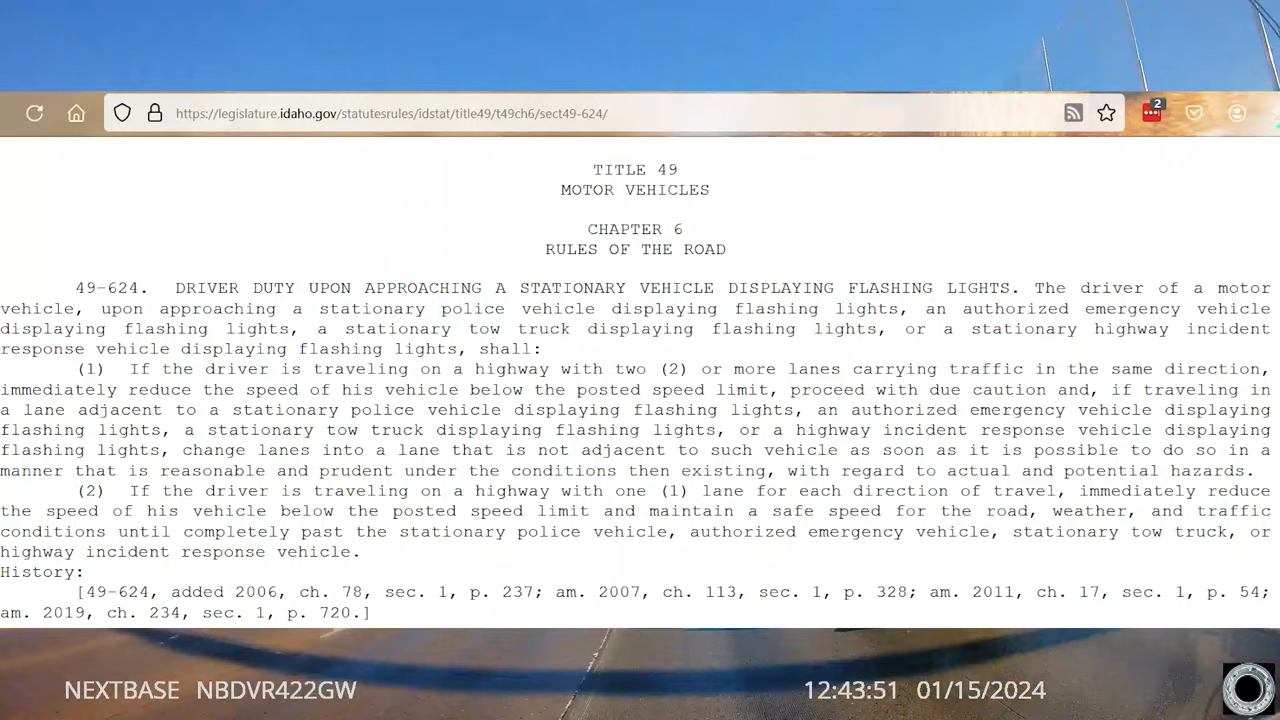 https://legislature.idaho.gov/statutesrules/idstat/title49/t49ch6/sect49-624/
2
TITLE 49
MOTOR VEHICLES
CHAPTER 6
RULES OF THE ROAD
49-624. DRIVER DUTY UPON APPROACHING A STATIONARY VEHICLE DISPLAYING FLASHING LIGHTS. The driver of a motor
vehicle, upon approaching a stationary police vehicle displaying flashing lights, an authorized emergency vehicle
displaying flashing lights, a stationary tow truck displaying flashing lights, or a stationary highway incident
response vehicle displaying flashing lights, shall:
(1) If the driver is traveling on a highway with two (2) or more lanes carrying traffic in the same direction,
immediately reduce the speed of his vehicle below the posted speed limit, proceed with due caution and, if traveling in
a lane adjacent to a stationary police vehicle displaying flashing lights, an authorized emergency vehicle displaying
flashing lights, a stationary tow truck displaying flashing lights, or a highway incident response vehicle displaying
flashing lights, change lanes into a lane that is not adjacent to such vehicle as soon as it is possible to do so in a
manner that is reasonable and prudent under the conditions then existing, with regard to actual and potential hazards.
(2) If the driver is traveling on a highway with one (1) lane for each direction of travel, immediately reduce
the speed of his vehicle below the posted speed limit and maintain a safe speed for the road, weather, and traffic
conditions until completely past the stationary police vehicle, authorized emergency vehicle, stationary tow truck, or
highway incident response vehicle.
History:
[49-624, added 2006, ch. 78, sec. 1, p. 237; am. 2007, ch. 113, sec. 1, p. 328; am. 2011, ch. 17, sec. 1, p. 54;
am. 2019, ch. 234, sec. 1, p. 720.]
NEXTBASE NBDVR422GW
12:43:51 01/15/2024